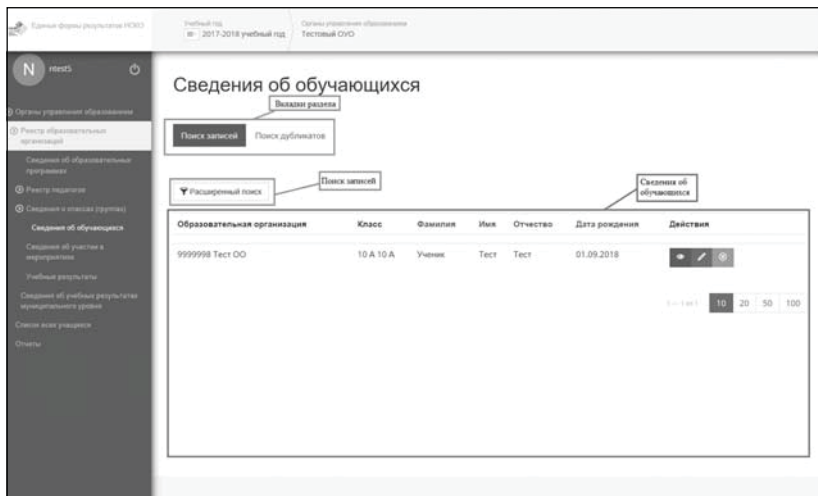 Единые формы результатов НСКО
Учебный год
2017-2018 учебный год
Органы управления образованием
Тестовый ОУО
N ntest5
Органы управления образованием
Реестр образовательных
организаций
Сведения об образовательных
программах
Реестр педагогов
Сведения о классах (группах)
Сведения об обучающихся
Сведения об участии в
мероприятиях
Учебные результаты
Сведения об учебных результатах
муниципального уровня
Список всех учащихся
Отчеты
Сведения об обучающихся
Вкладки раздела
Поиск записей Поиск дубликатов
Расширенный поиск
Поиск записей
Сведения об
обучающихся
Образовательная организация Класс Фамилия Имя Отчество Дата рождения Действия
9999998 Тест ОО 10 А 10 А Ученик Тест Тест 01.09.2018
1 — 1 из 1 10 20 50 100